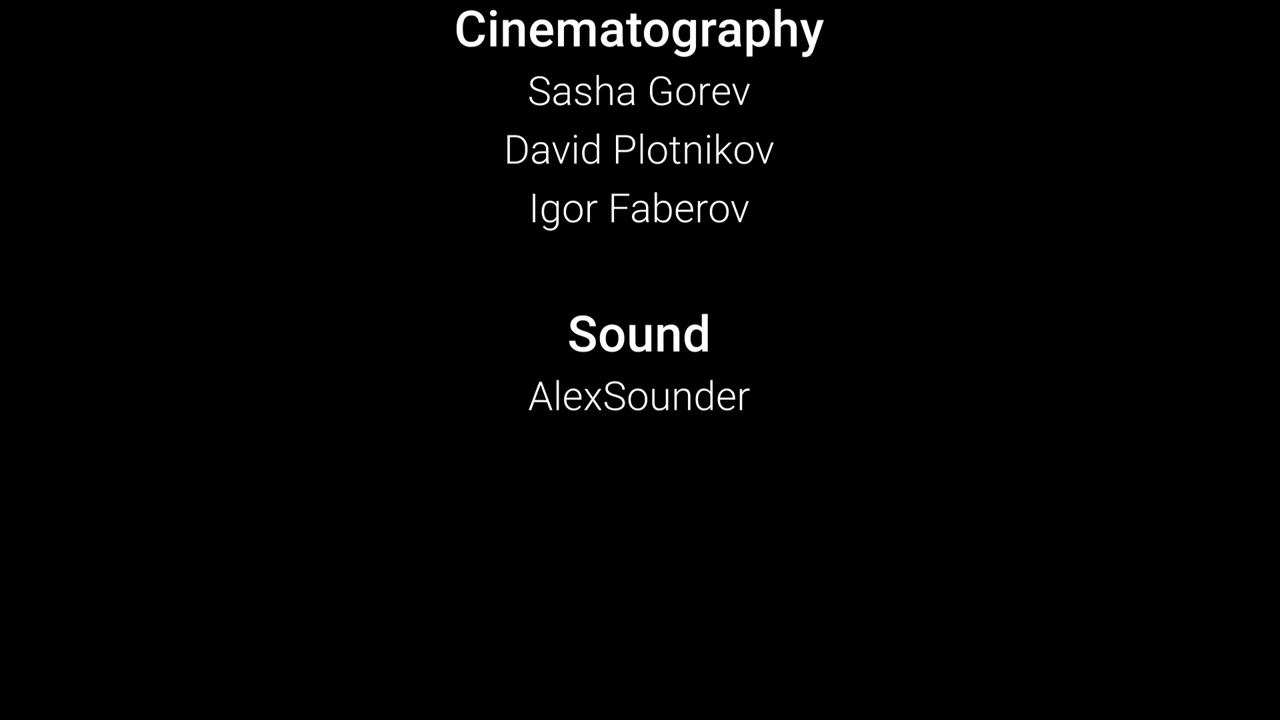 Cinematography
Sasha Gorev
David Plotnikov
Igor Faberov
Sound
AlexSounder